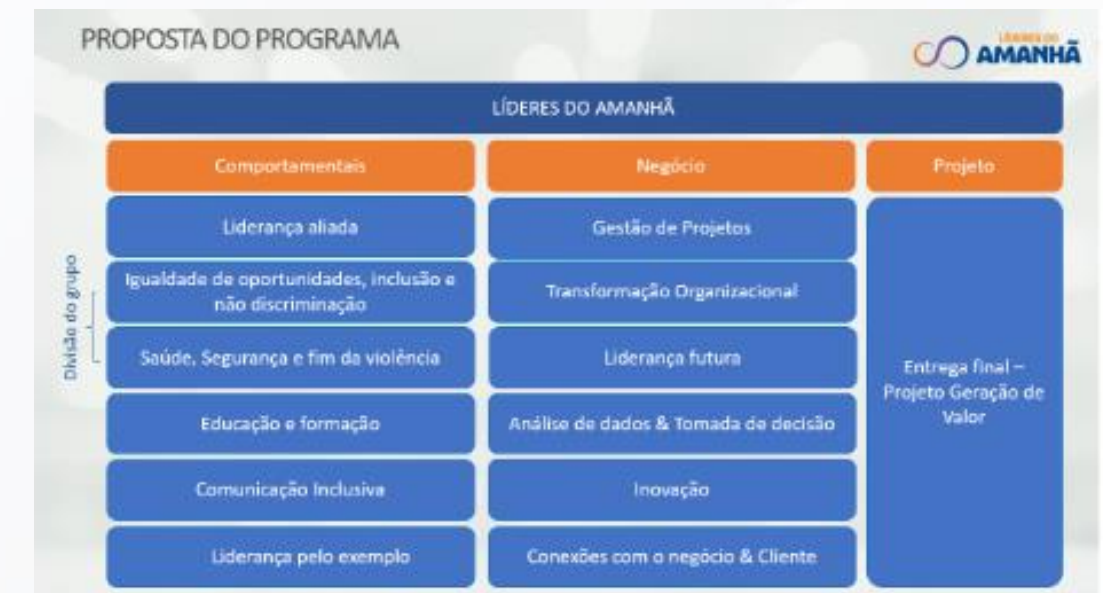 PROPOSTA DO PROGRAMA
LÍDERES DO
AMANHÃ
LÍDERES DO AMANHÃ
Comportamentais
Negócio
Projeto
Divisão do grupo
Liderança aliada
Gestão de Projetos
Igualdade de oportunidades, inclusão e
não discriminação
Transformação Organizacional
Saúde, Segurança e fim da violência
Liderança futura
Educação e formação
Análise de dados & Tomada de decisão
Comunicação Inclusiva
Inovação
Liderança pelo exemplo
Conexões com o negócio & Cliente
Entrega final –
Projeto Geração de
Valor